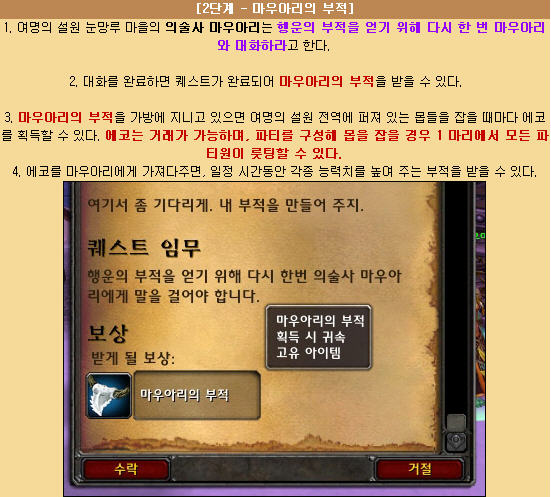 [2단계 - 마우아리의 부적]
1. 여명의 설원 눈망루 마을의 의술사 마우아리는 행운의 부적을 얻기 위해 다시 한 번 마우아리
와 대화하라고 한다.
2. 대화를 완료하면 퀘스트가 완료되어 마우아리의 부적을 받을 수 있다.
3. 마우아리의 부적을 가방에 지니고 있으면 여명의 설원 전역에 퍼져 있는 몹들을 잡을 때마다 에코
를 획득할 수 있다. 에코는 거래가 가능하며, 파티를 구성해 몹을 잡을 경우 1 마리에서 모든 파
티원이 룻팅할 수 있다.
4. 에코를 마우아리에게 가져다주면, 일정 시간동안 각종 능력치를 높여 주는 부적을 받을 수 있다.
여기서 좀 기다리게. 내 부적을 만들어 주지.
퀘스트 임무
행운의 부적을 얻기 위해 다시 한번 의술사 마우아
리에게 말을 걸어야 합니다.
보상
받게 될 보상:
마우아리의 부적
획득 시 귀속
고유 아이템
마우아리의 부적
수락
거절